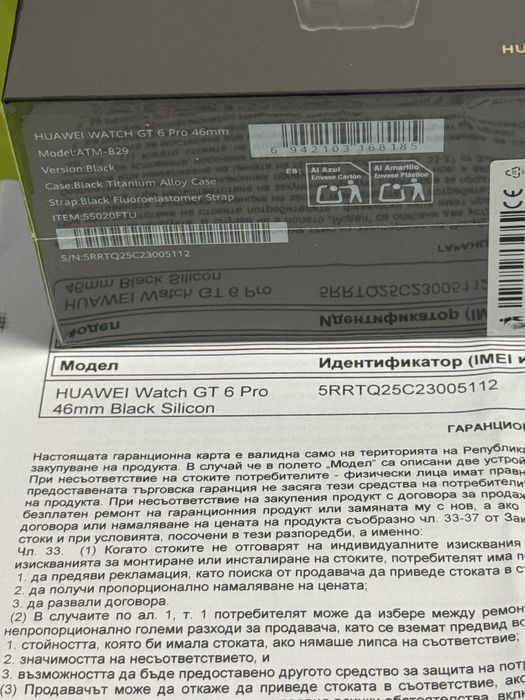 HU
HUAWEI WATCH GT 6 Pro 46mm
Model:ATM-B29
Version:Black
Case:Black Titanium Alloy Case
Strap:Black Fluoroelastomer Strap
ITEM:55020FTU
6 942103 168185
ES:
Al Azul
Envase Cartón
Al Amarillo
Envase Plástico
S/N:5RRTQ25C23005112
CE
Модел
Идентификатор (IMEI и
HUAWEI Watch GT 6 Pro
46mm Black Silicon
5RRTQ25C23005112
ГАРАНЦИО
Настоящата гаранционна карта е валидна само на територията на Републик
закупуване на продукта. В случай че в полето „Модел" са описани две устрой
При несъответствие на стоките потребителите - физически лица имат правн
предоставената търговска гаранция не засяга тези средства на потребители
на продукта. При несъответствие на закупения продукт с договора за продаж
безплатен ремонт на гаранционния продукт или замяната му с нов, а ако
договора или намаляване на цената на продукта съобразно чл. 33-37 от Зак
стоки и при условията, посочени в тези разпоредби, а именно:
Чл. 33. (1) Когато стоките не отговарят на индивидуалните изисквания
изискванията за монтиране или инсталиране на стоките, потребителят има п
1. да предяви рекламация, като поиска от продавача да приведе стоката в с
2. да получи пропорционално намаляване на цената;
3. да развали договора.
(2) В случаите по ал. 1, т. 1 потребителят може да избере между ремон
непропорционално големи разходи за продавача, като се вземат предвид вс
1. стойността, която би имала стоката, ако нямаше липса на съответствие;
2. значимостта на несъответствието, и
3. възможността да бъде предоставено другото средство за защита на потр
(3) Продавачът може да откаже да приведе стоката в съответствие, ако